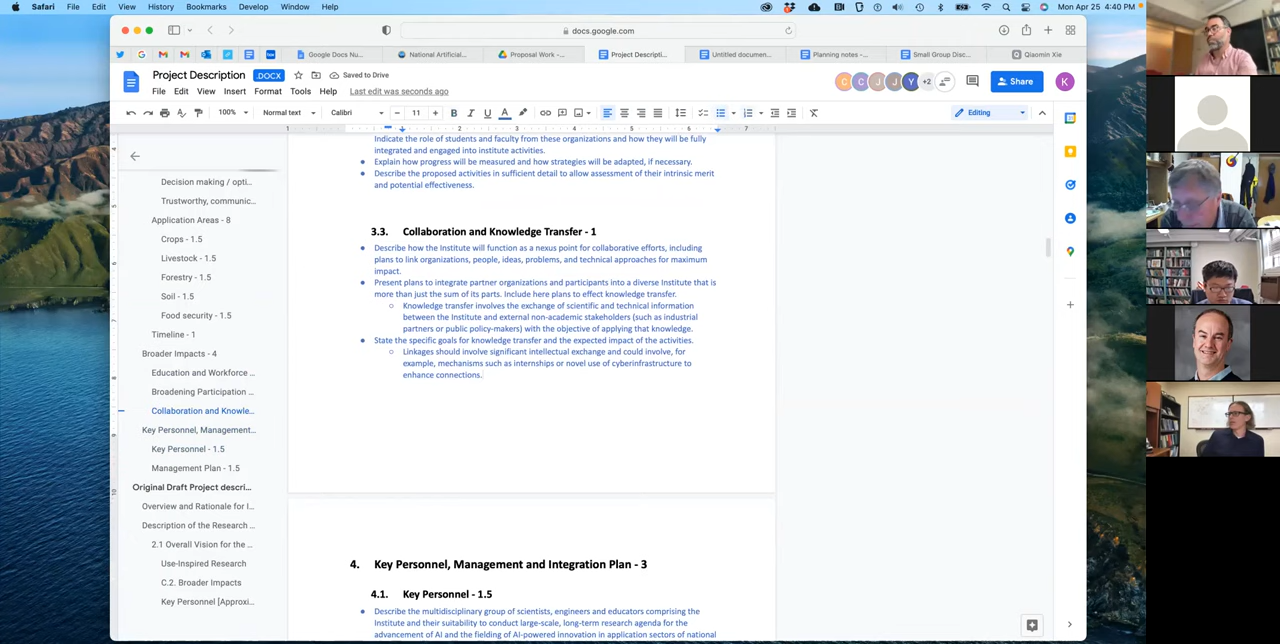 Safari File Edit View History Bookmarks Develop Window Help Mon Apr 25 4:40 PM
docs.google.com
Google Docs Nu... National Artificial... Proposal Work -... Project Descripti... Untitled documen... Planning notes -... Small Group Disc... Qiaomin Xie
Project Description .DOCX Saved to Drive
File Edit View Insert Format Tools Help Last edit was seconds ago
C C J J Y +2 Share K
100% Normal text Calibri 11 B I U A Editing
1 2 3 4 5 6 7
Indicate the role of students and faculty from these organizations and how they will be fully
integrated and engaged into institute activities.
Explain how progress will be measured and how strategies will be adapted, if necessary.
Describe the proposed activities in sufficient detail to allow assessment of their intrinsic merit
and potential effectiveness.
3.3. Collaboration and Knowledge Transfer - 1
Describe how the Institute will function as a nexus point for collaborative efforts, including
plans to link organizations, people, ideas, problems, and technical approaches for maximum
impact.
Present plans to integrate partner organizations and participants into a diverse Institute that is
more than just the sum of its parts. Include here plans to effect knowledge transfer.
Knowledge transfer involves the exchange of scientific and technical information
between the Institute and external non-academic stakeholders (such as industrial
partners or public policy-makers) with the objective of applying that knowledge.
State the specific goals for knowledge transfer and the expected impact of the activities.
Linkages should involve significant intellectual exchange and could involve, for
example, mechanisms such as internships or novel use of cyberinfrastructure to
enhance connections.
4. Key Personnel, Management and Integration Plan - 3
4.1. Key Personnel - 1.5
Describe the multidisciplinary group of scientists, engineers and educators comprising the
Institute and their suitability to conduct large-scale, long-term research agenda for the
advancement of AI and the fielding of AI-powered innovation in application sectors of national
Decision making / opti...
Trustworthy, communic...
Application Areas - 8
Crops - 1.5
Livestock - 1.5
Forestry - 1.5
Soil - 1.5
Food security - 1.5
Timeline - 1
Broader Impacts - 4
Education and Workforce ...
Broadening Participation ...
Collaboration and Knowle...
Key Personnel, Management...
Key Personnel - 1.5
Management Plan - 1.5
Original Draft Project descri...
Overview and Rationale for I...
Description of the Research ...
2.1 Overall Vision for the ...
Use-Inspired Research
C.2. Broader Impacts
Key Personnel [Approxi...